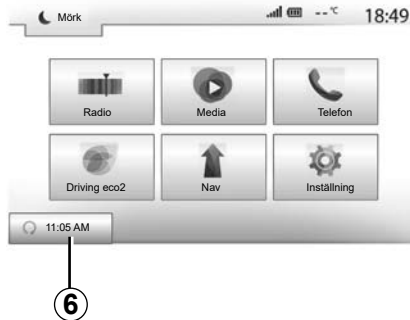 Mörk
--°C 18:49
Radio Media Telefon
Driving eco2 Nav Inställning
11:05 AM
6